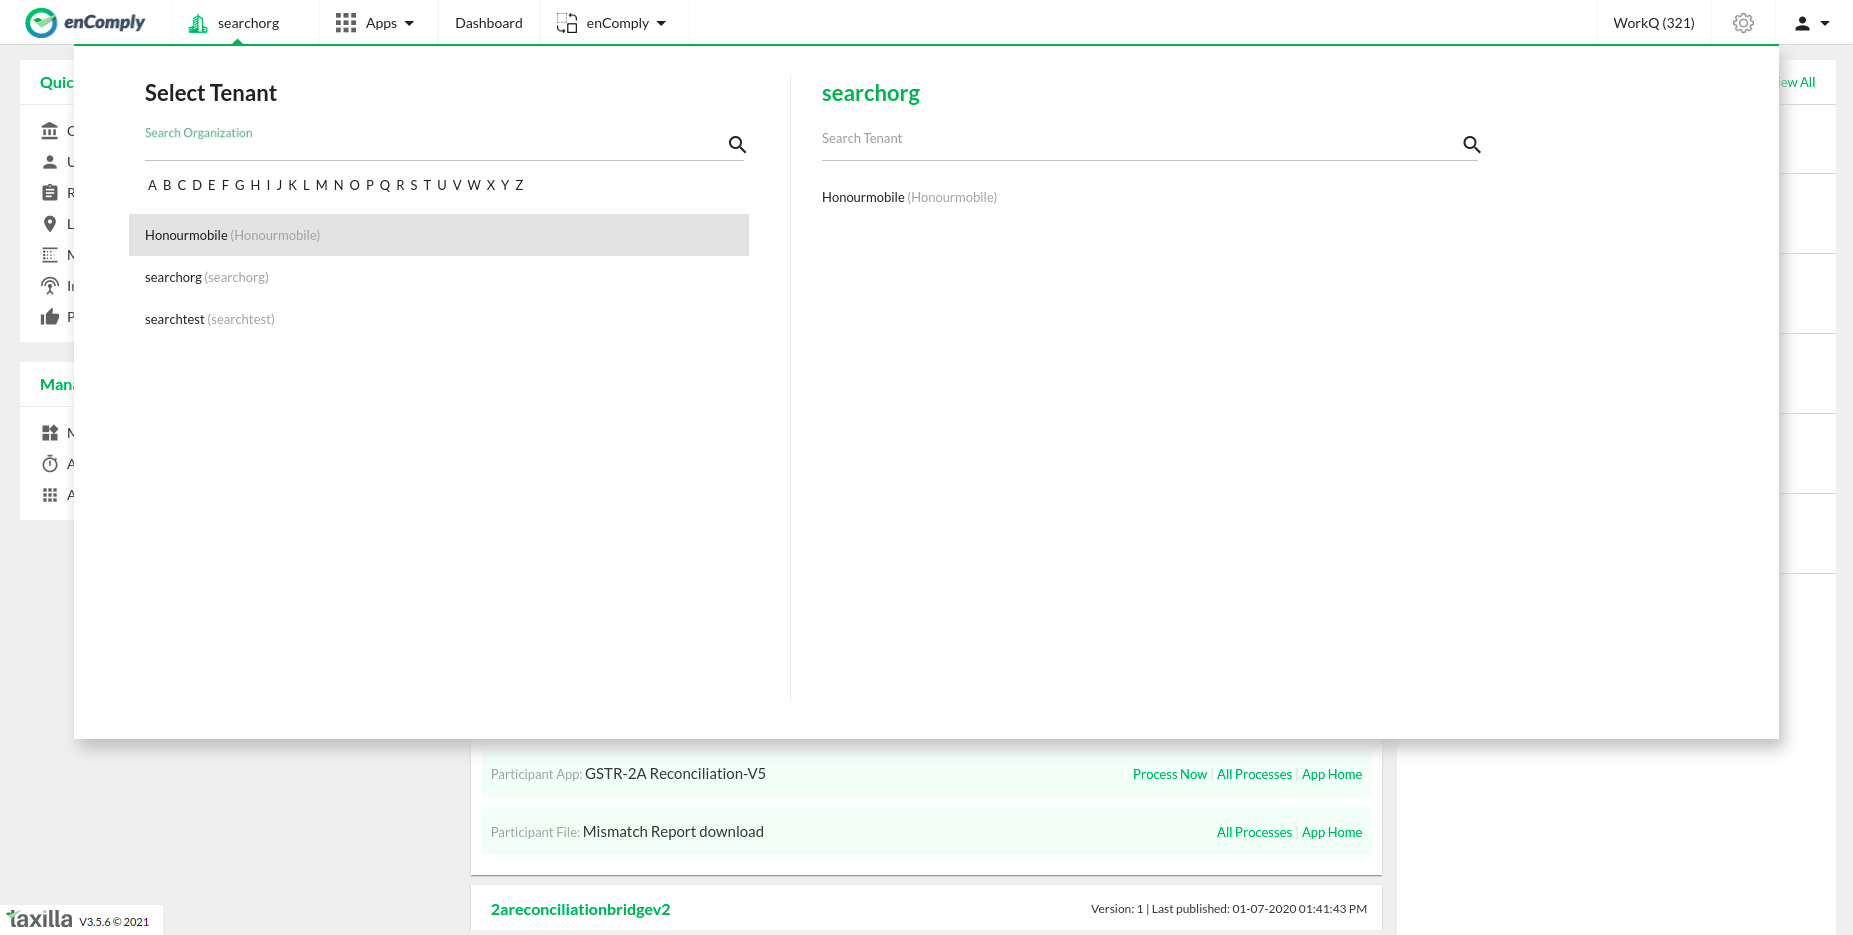 enComply
searchorg
Apps
Dashboard
enComply
WorkQ (321)
Select Tenant
Search Organization
A B C D E F G H I J K L M N O P Q R S T U V W X Y Z
Honourmobile (Honourmobile)
searchorg (searchorg)
searchtest (searchtest)
searchorg
Search Tenant
Honourmobile (Honourmobile)
Quic
Mana
ew All
Participant App: GSTR-2A Reconciliation-V5
Process Now | All Processes | App Home
Participant File: Mismatch Report download
All Processes | App Home
2areconciliationbridgev2
Version: 1 | Last published: 01-07-2020 01:41:43 PM
taxilla V3.5.6 © 2021